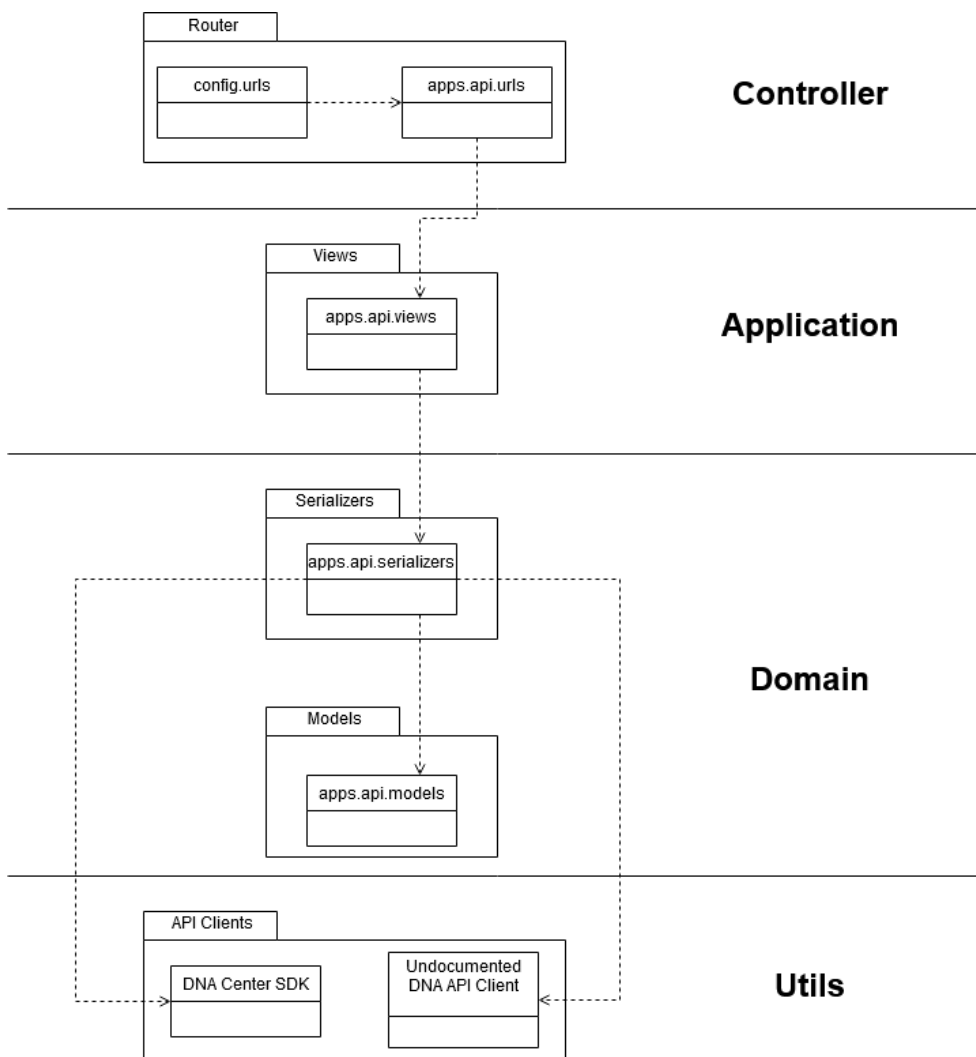 Router
config.urls
apps.api.urls
Controller
Views
apps.api.views
Application
Serializers
apps.api.serializers
Domain
Models
apps.api.models
API Clients
DNA Center SDK
Undocumented
DNA API Client
Utils